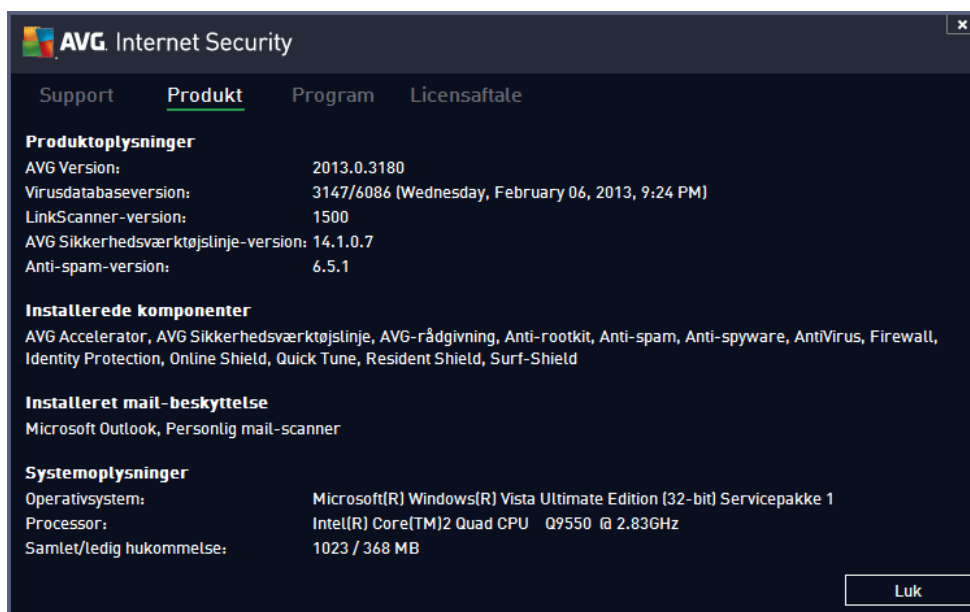 AVG. Internet Security
Support Produkt Program Licensaftale
Produktoplysninger
AVG Version: 2013.0.3180
Virusdatabaseversion: 3147/6086 (Wednesday, February 06, 2013, 9:24 PM)
LinkScanner-version: 1500
AVG Sikkerhedsværktøjslinje-version: 14.1.0.7
Anti-spam-version: 6.5.1
Installerede komponenter
AVG Accelerator, AVG Sikkerhedsværktøjslinje, AVG-rådgivning, Anti-rootkit, Anti-spam, Anti-spyware, AntiVirus, Firewall,
Identity Protection, Online Shield, Quick Tune, Resident Shield, Surf-Shield
Installeret mail-beskyttelse
Microsoft Outlook, Personlig mail-scanner
Systemoplysninger
Operativsystem: Microsoft(R) Windows(R) Vista Ultimate Edition (32-bit) Servicepakke 1
Processor: Intel(R) Core(TM)2 Quad CPU Q9550 @ 2.83GHz
Samlet/ledig hukommelse: 1023 / 368 MB
Luk